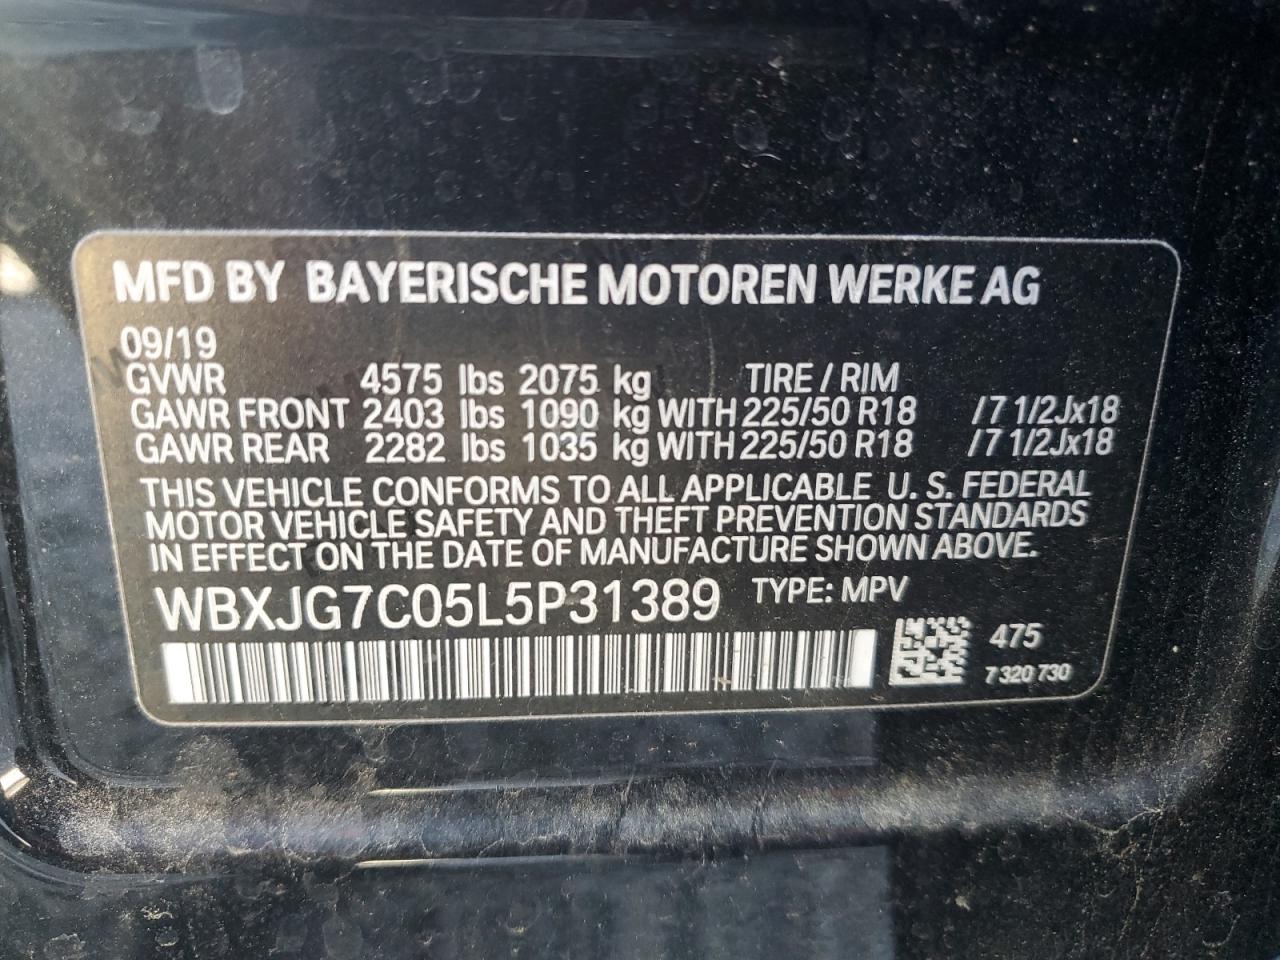 MFD BY BAYERISCHE MOTOREN WERKE AG
09/19
GVWR 4575 lbs 2075 kg TIRE / RIM
GAWR FRONT 2403 lbs 1090 kg WITH 225/50 R18 / 7 1/2Jx18
GAWR REAR 2282 lbs 1035 kg WITH 225/50 R18 / 7 1/2Jx18
THIS VEHICLE CONFORMS TO ALL APPLICABLE U. S. FEDERAL
MOTOR VEHICLE SAFETY AND THEFT PREVENTION STANDARDS
IN EFFECT ON THE DATE OF MANUFACTURE SHOWN ABOVE.
WBXJG7C05L5P31389 TYPE: MPV
475
7 320 730